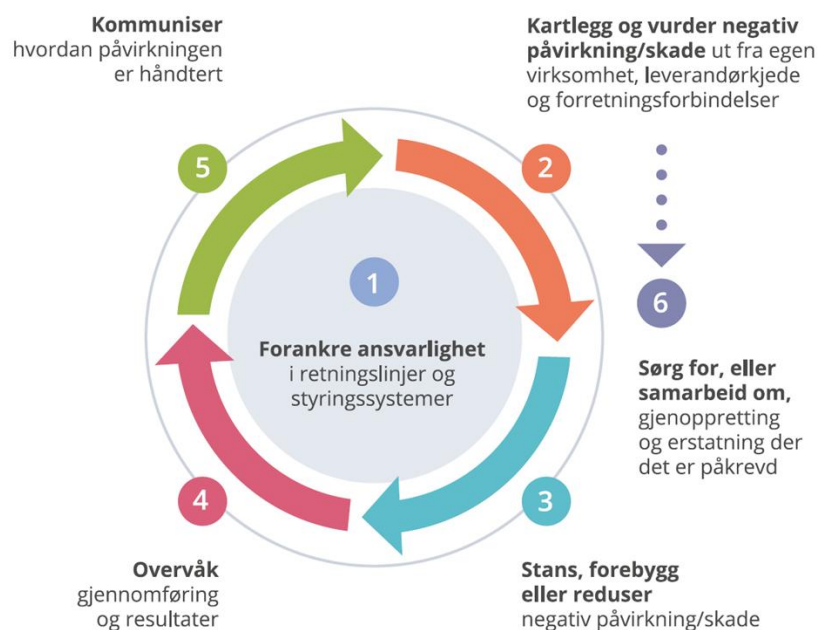 1
Forankre ansvarlighet
i retningslinjer og
styringssystemer
2
Kartlegg og vurder negativ
påvirkning/skade ut fra egen
virksomhet, leverandørkjede
og forretningsforbindelser
3
Stans, forebygg
eller reduser
negativ påvirkning/skade
4
Overvåk
gjennomføring
og resultater
5
Kommuniser
hvordan påvirkningen
er håndtert
6
Sørg for, eller
samarbeid om,
gjenoppretting
og erstatning der
det er påkrevd